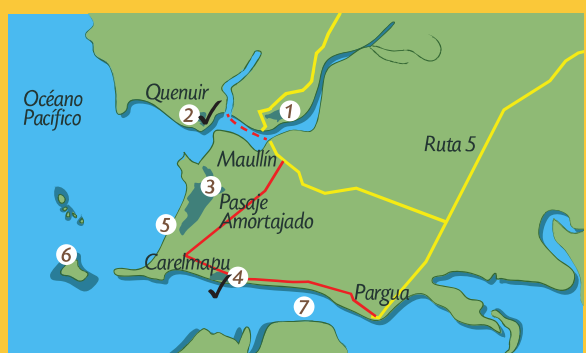 Quenuir
Océano
Pacífico
2
1
Ruta 5
Maullín
3
Pasaje
Amortajado
5
6
Carelmapu
4
Pargua
7